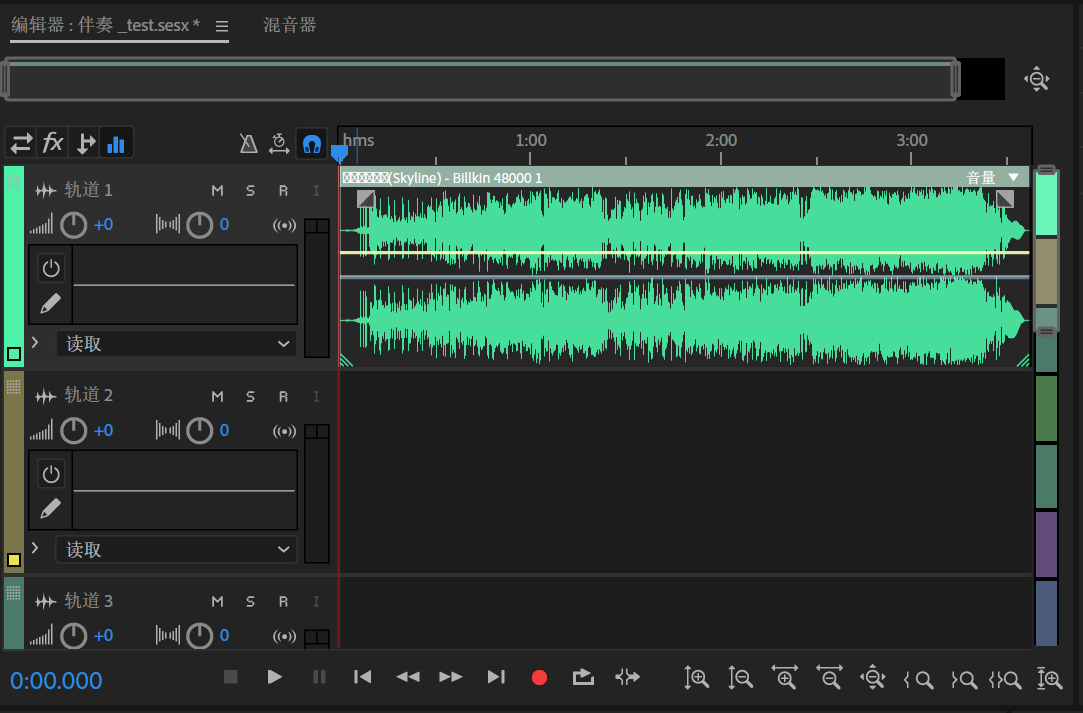 编辑器 : 伴奏 _test.sesx *
混音器
hms 1:00 2:00 3:00
(Skyline) - Billkin 48000 1 音量
轨道 1 M S R I
+0 0
读取
轨道 2 M S R I
+0 0
读取
轨道 3 M S R I
+0 0
0:00.000